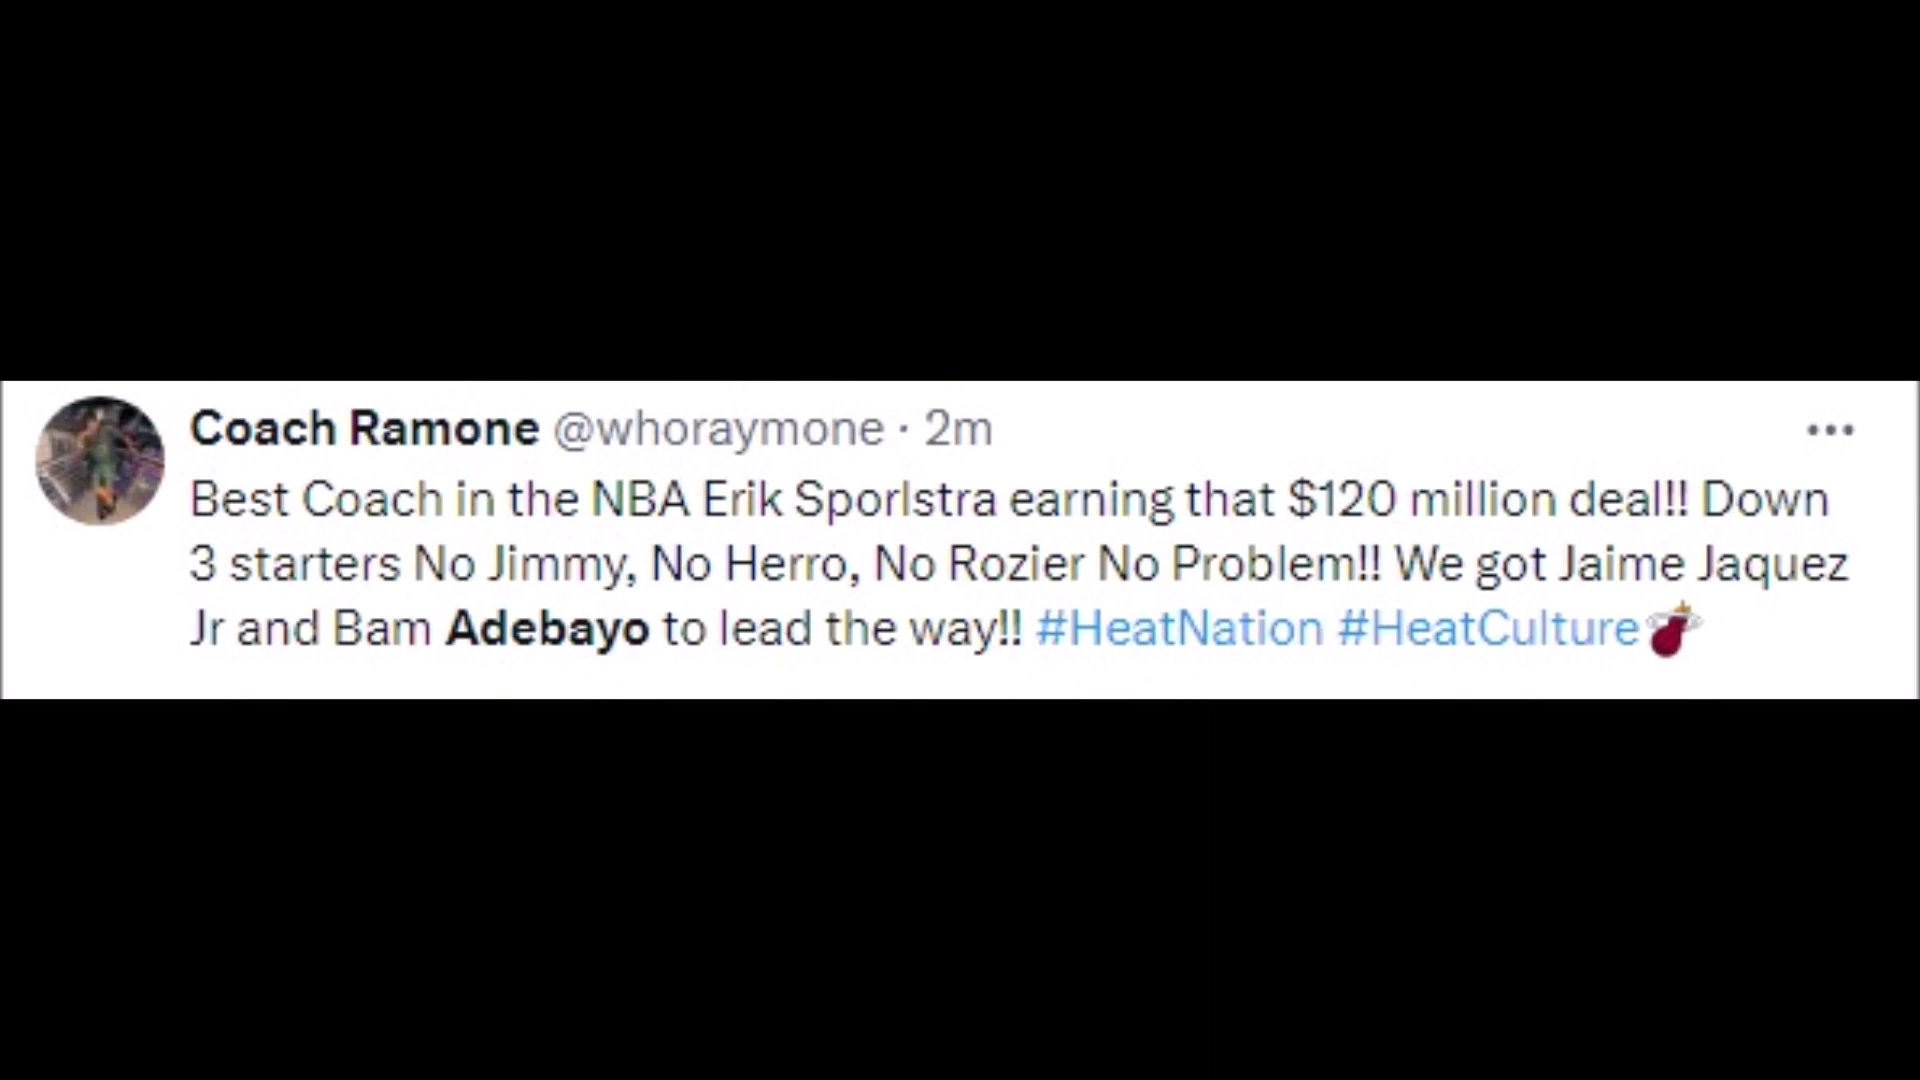 Coach Ramone @whoraymone · 2m
Best Coach in the NBA Erik Sporlstra earning that $120 million deal!! Down
3 starters No Jimmy, No Herro, No Rozier No Problem!! We got Jaime Jaquez
Jr and Bam Adebayo to lead the way!! #HeatNation #HeatCulture